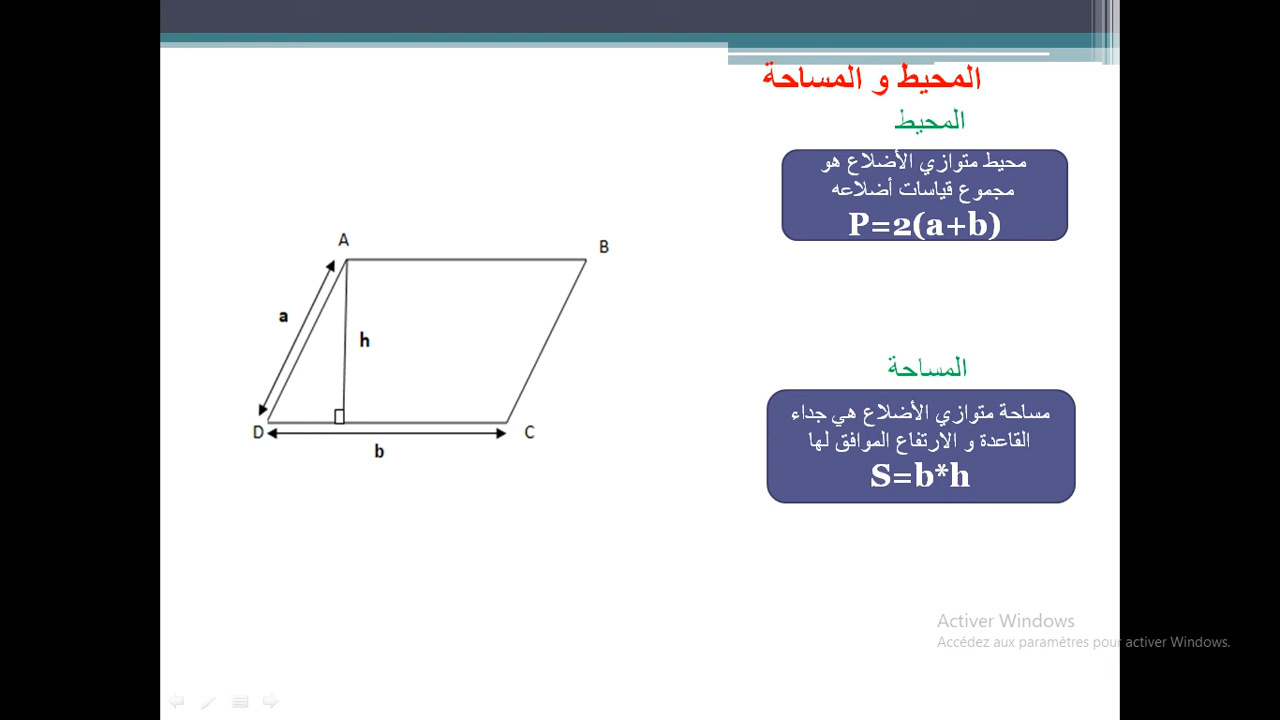 المحيط و المساحة
المحيط
محيط متوازي الأضلاع هو
مجموع قياسات أضلاعه
P=2(a+b)
A
B
a
h
D
C
b
المساحة
مساحة متوازي الأضلاع هي جداء
القاعدة و الارتفاع الموافق لها
S=b*h
Activer Windows
Accédez aux paramètres pour activer Windows.